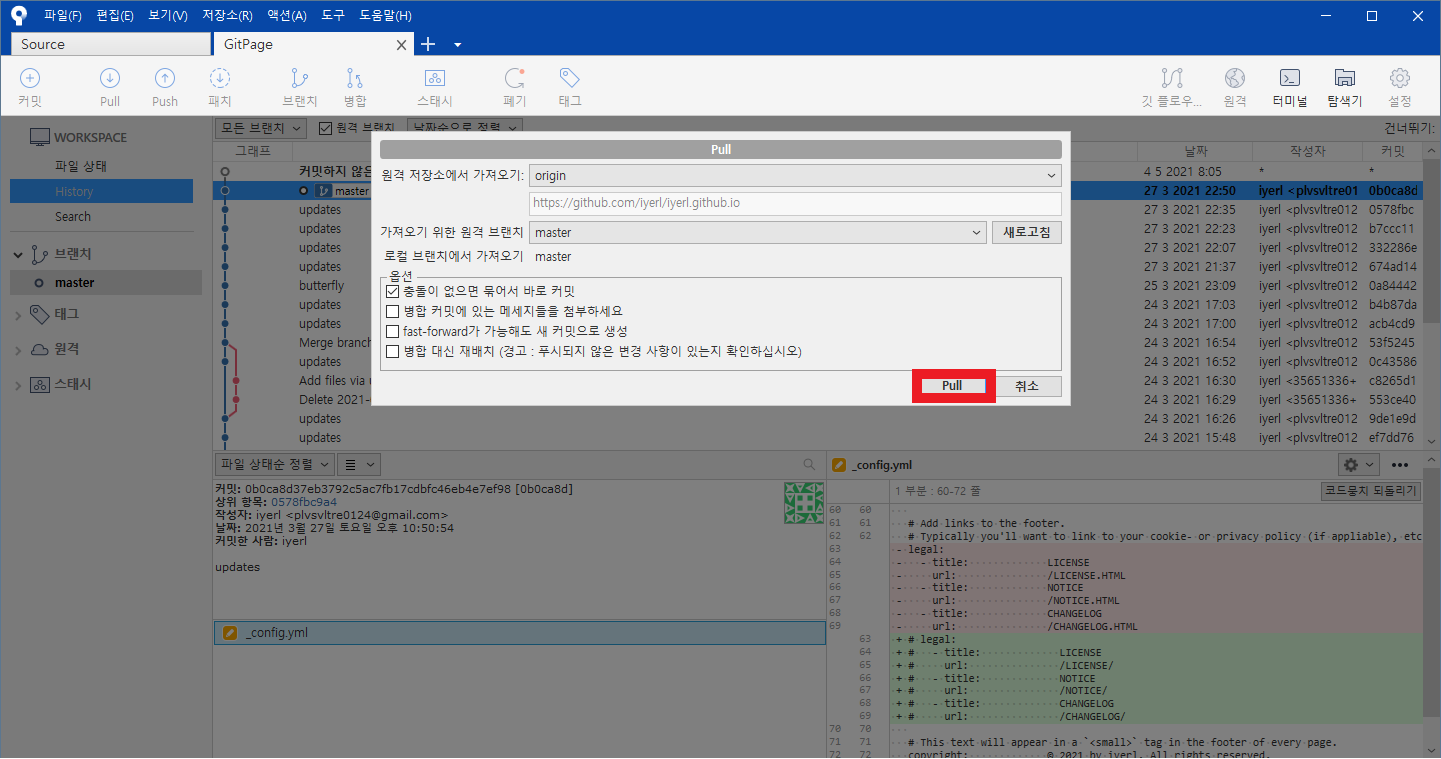 파일(F) 편집(E) 보기(V) 저장소(R) 액션(A) 도구 도움말(H)
Source GitPage
커밋 Pull Push 패치 브랜치 병합 스태시 폐기 태그 깃 플로우... 원격 터미널 탐색기 설정
WORKSPACE
파일 상태
History
Search
브랜치
master
태그
원격
스태시
모든 브랜치 원격 브랜치 날짜순으로 정렬 건너뛰기:
그래프 날짜 작성자 커밋
커밋하지 않은 4 5 2021 8:05 * *
master 27 3 2021 22:50 iyerl <plvsvltre01 0b0ca8d
updates 27 3 2021 22:35 iyerl <plvsvltre012 0578fbc
updates 27 3 2021 22:23 iyerl <plvsvltre012 b7ccc11
updates 27 3 2021 22:07 iyerl <plvsvltre012 332286e
updates 27 3 2021 21:37 iyerl <plvsvltre012 674ad14
butterfly 25 3 2021 23:09 iyerl <plvsvltre012 0a84442
updates 24 3 2021 17:03 iyerl <plvsvltre012 b4b87da
updates 24 3 2021 17:00 iyerl <plvsvltre012 acb4cd9
Merge branch 24 3 2021 16:54 iyerl <plvsvltre012 53f5245
updates 24 3 2021 16:52 iyerl <plvsvltre012 0c43586
Add files via 24 3 2021 16:30 iyerl <35651336+ c8265d1
Delete 2021- 24 3 2021 16:29 iyerl <35651336+ 553ce40
updates 24 3 2021 16:26 iyerl <plvsvltre012 9de1e9d
updates 24 3 2021 15:48 iyerl <plvsvltre012 ef7dd76
Pull
원격 저장소에서 가져오기: origin
https://github.com/iyerl/iyerl.github.io
가져오기 위한 원격 브랜치 master 새로고침
로컬 브랜치에서 가져오기 master
옵션
충돌이 없으면 묶어서 바로 커밋
병합 커밋에 있는 메세지들을 첨부하세요
fast-forward가 가능해도 새 커밋으로 생성
병합 대신 재배치 (경고 : 푸시되지 않은 변경 사항이 있는지 확인하십시오)
Pull 취소
파일 상태순 정렬
커밋: 0b0ca8d37eb3792c5ac7fb17cdbfc46eb4e7ef98 [0b0ca8d]
상위 항목: 0578fbc9a4
작성자: iyerl <plvsvltre0124@gmail.com>
날짜: 2021년 3월 27일 토요일 오후 10:50:54
커밋한 사람: iyerl
updates
_config.yml
_config.yml
1 부분 : 60-72 줄 코드뭉치 되돌리기
60 60
61 61 # Add links to the footer.
62 62 # Typically you'll want to link to your cookie- or privacy policy (if appliable), etc
63 - legal:
64 - - title: LICENSE
65 - url: /LICENSE.HTML
66 - - title: NOTICE
67 - url: /NOTICE.HTML
68 - - title: CHANGELOG
69 - url: /CHANGELOG.HTML
63 + # legal:
64 + # - title: LICENSE
65 + # url: /LICENSE/
66 + # - title: NOTICE
67 + # url: /NOTICE/
68 + # - title: CHANGELOG
69 + # url: /CHANGELOG/
70 70
71 71 # This text will appear in a `<small>` tag in the footer of every page.
72 72 copyright: © 2021 by iyerl. All rights reserved.